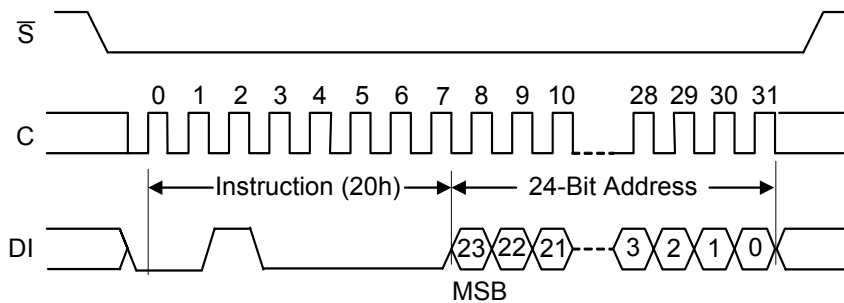 S̅
0 1 2 3 4 5 6 7 8 9 10 28 29 30 31
C
Instruction (20h) 24-Bit Address
DI 23 22 21 3 2 1 0
MSB